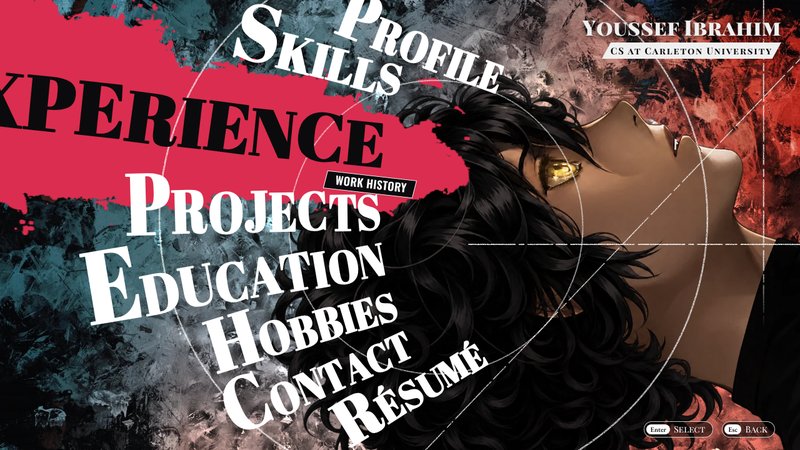 PROFILE
SKILLS
XPERIENCE
WORK HISTORY
PROJECTS
EDUCATION
HOBBIES
CONTACT
RÉSUMÉ
YOUSSEF IBRAHIM
CS AT CARLETON UNIVERSITY
Enter SELECT
Esc BACK